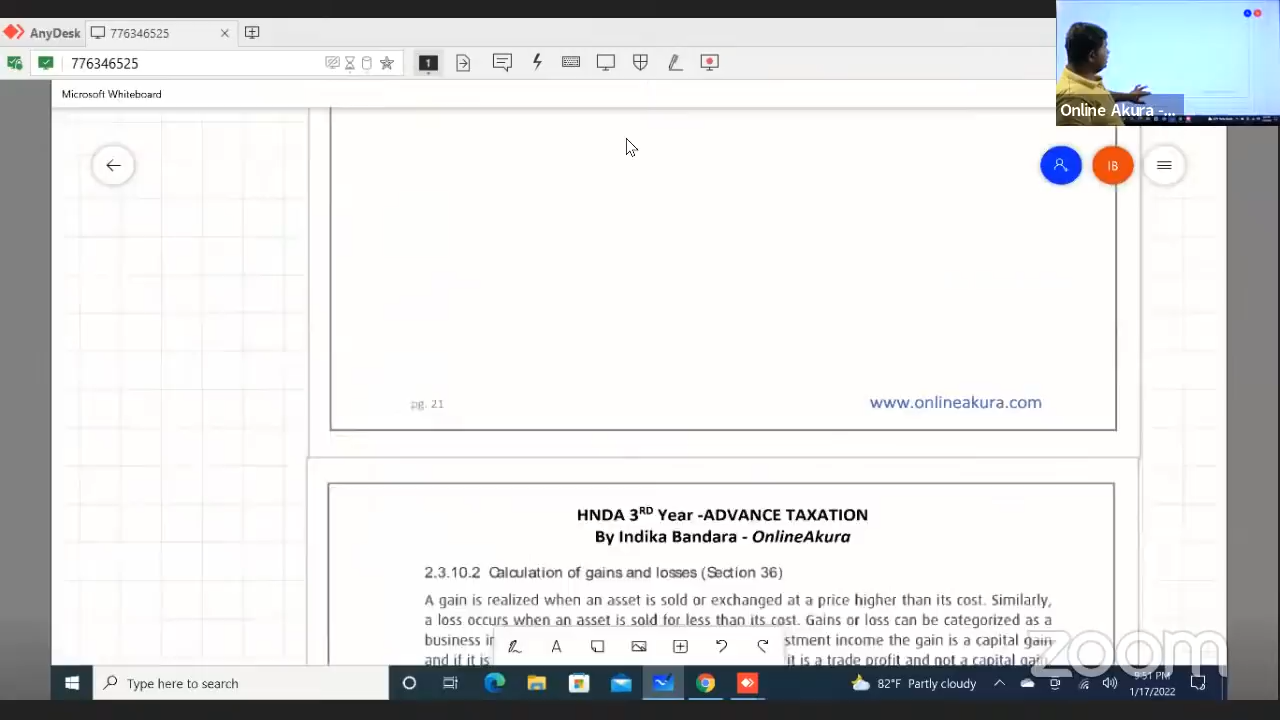 AnyDesk
776346525
776346525
1
Microsoft Whiteboard
Online Akura -...
IB
pg. 21
www.onlineakura.com
HNDA 3RD Year -ADVANCE TAXATION
By Indika Bandara - OnlineAkura
2.3.10.2 Calculation of gains and losses (Section 36)
A gain is realized when an asset is sold or exchanged at a price higher than its cost. Similarly,
a loss occurs when an asset is sold for less than its cost. Gains or loss can be categorized as a
business in stment income the gain is a capital gain
and if it is it is a trade profit and not a capital gain.
A
zoom
Type here to search
82°F Partly cloudy
9:51 PM
1/17/2022